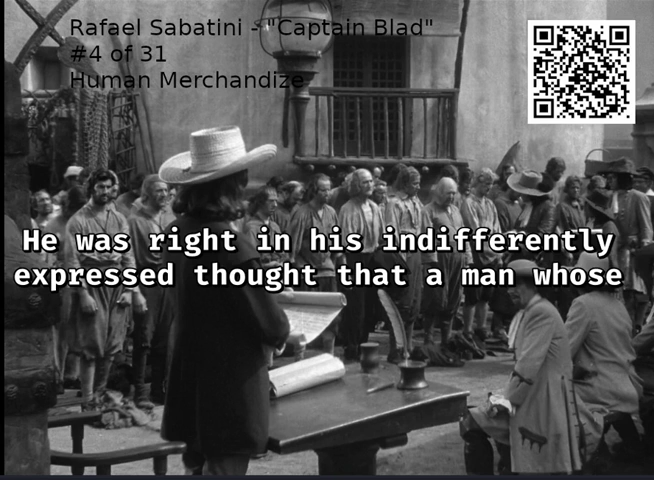 Rafael Sabatini - "Captain Blad"
#4 of 31
Human Merchandize
He was right in his indifferently
expressed thought that a man whose